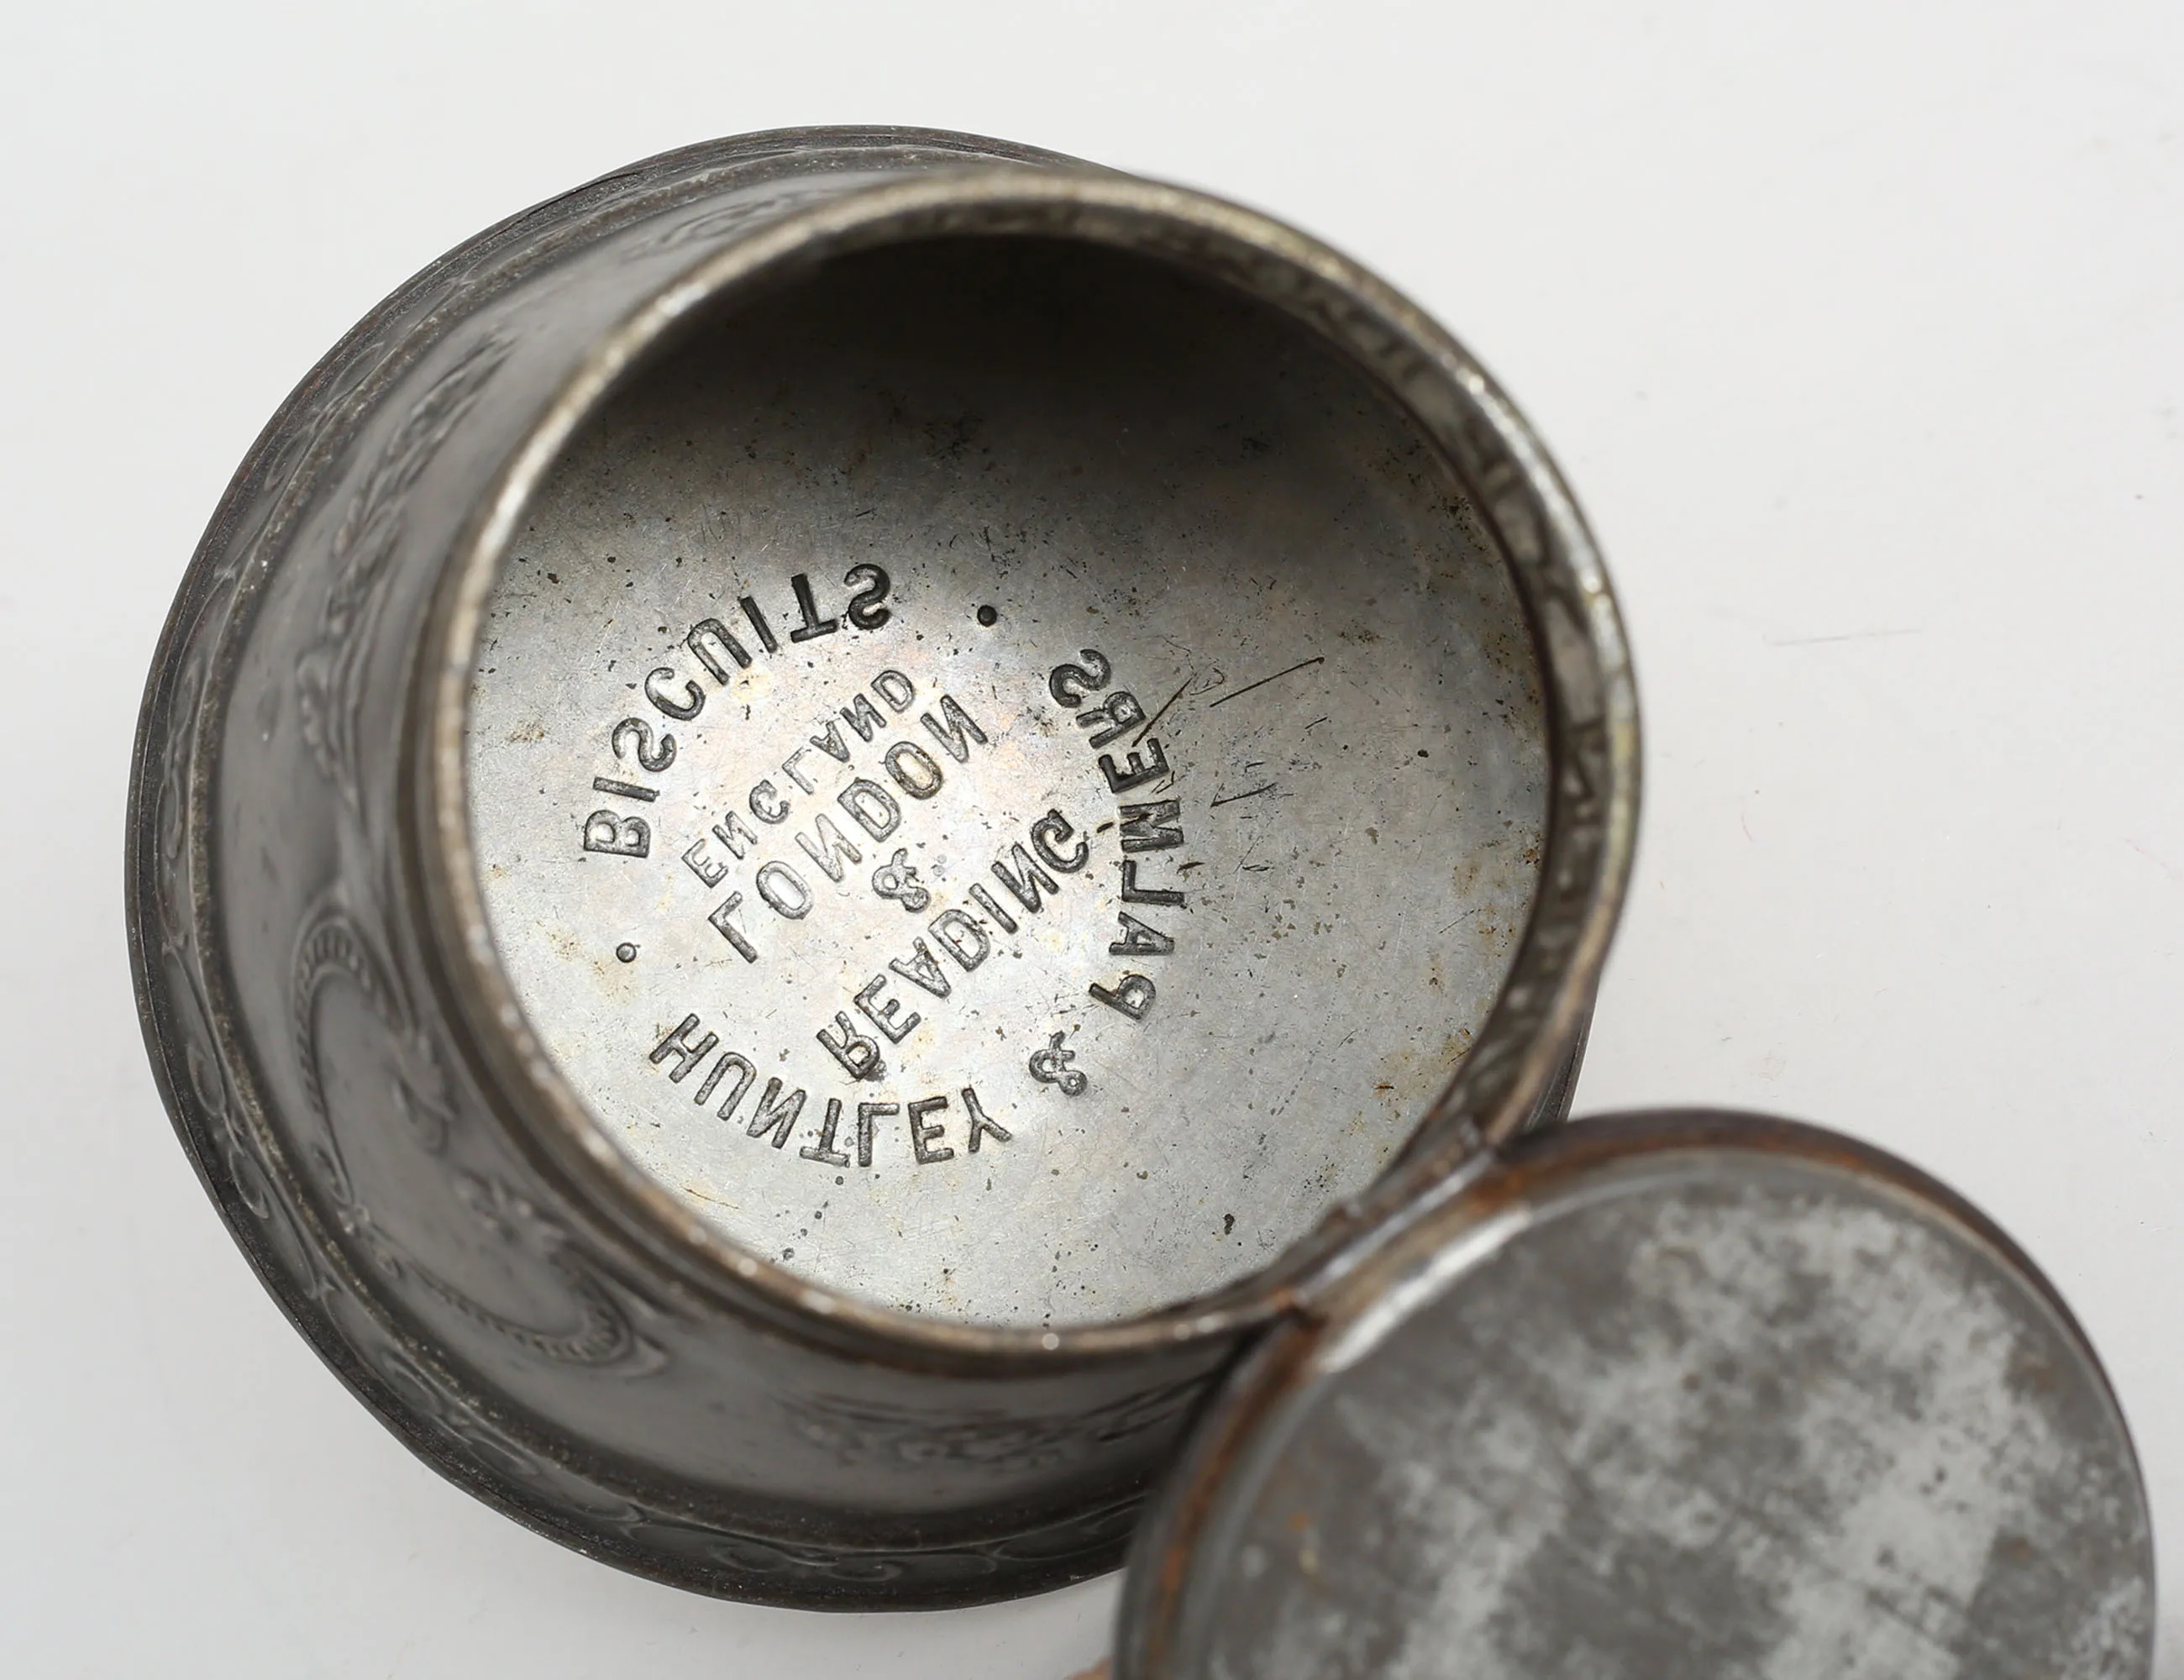 HUNTLEY & PALMERS
BISCUITS
READING
&
LONDON
ENGLAND